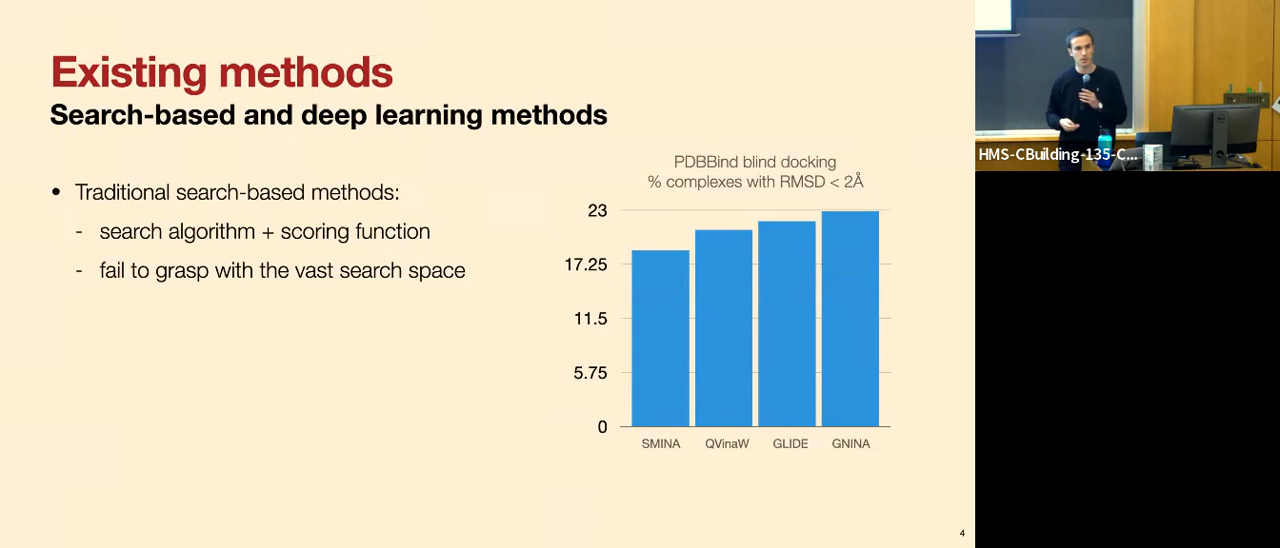 Existing methods
Search-based and deep learning methods
• Traditional search-based methods:
- search algorithm + scoring function
- fail to grasp with the vast search space
PDBBind blind docking
% complexes with RMSD < 2Å
23
17.25
11.5
5.75
0
SMINA QVinaW GLIDE GNINA
4
HMS-CBuilding-135-C...